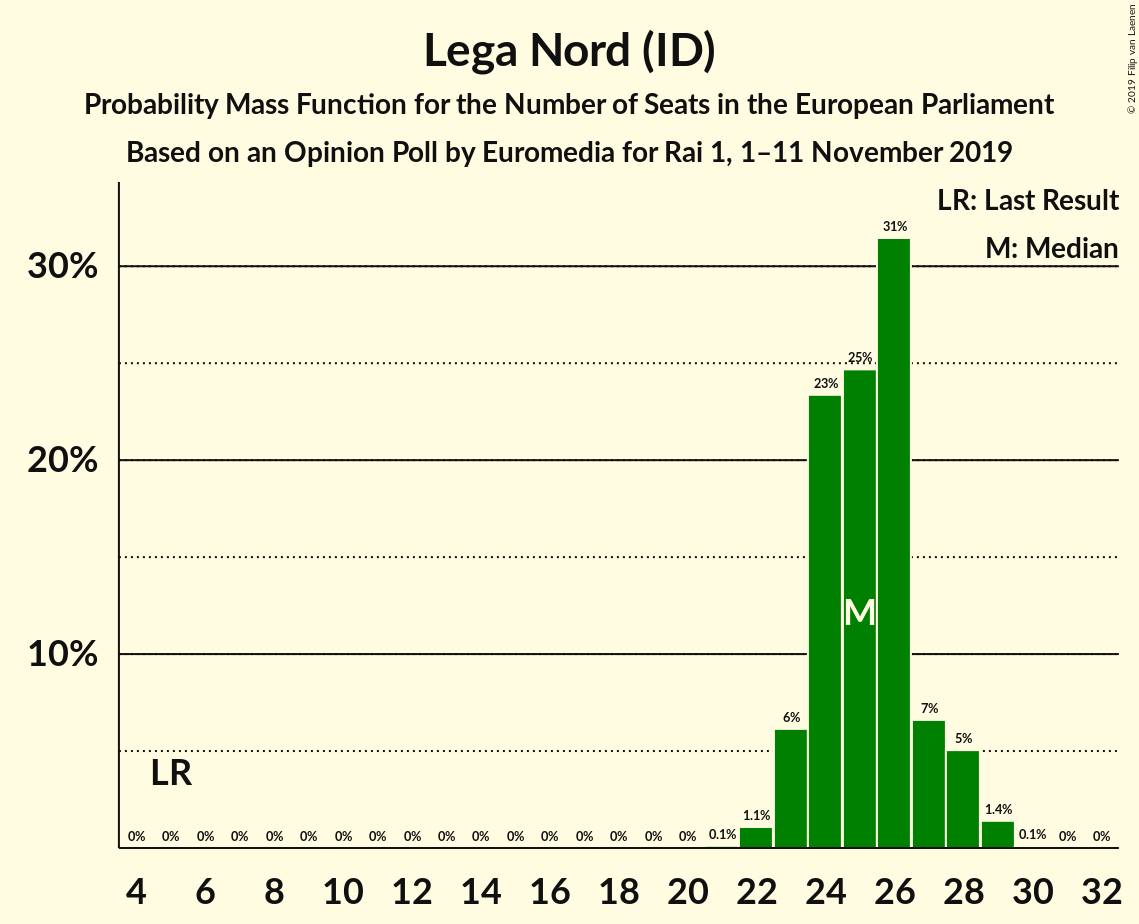 Lega Nord (ID)
Probability Mass Function for the Number of Seats in the European Parliament
Based on an Opinion Poll by Euromedia for Rai 1, 1–11 November 2019
© 2019 Filip van Laenen
LR: Last Result
M: Median
30%
20%
10%
31%
25%
23%
M
7%
6%
5%
LR
1.4%
1.1%
0% 0% 0% 0% 0% 0% 0% 0% 0% 0% 0% 0% 0% 0% 0% 0% 0% 0.1% 0.1% 0% 0%
4 6 8 10 12 14 16 18 20 22 24 26 28 30 32